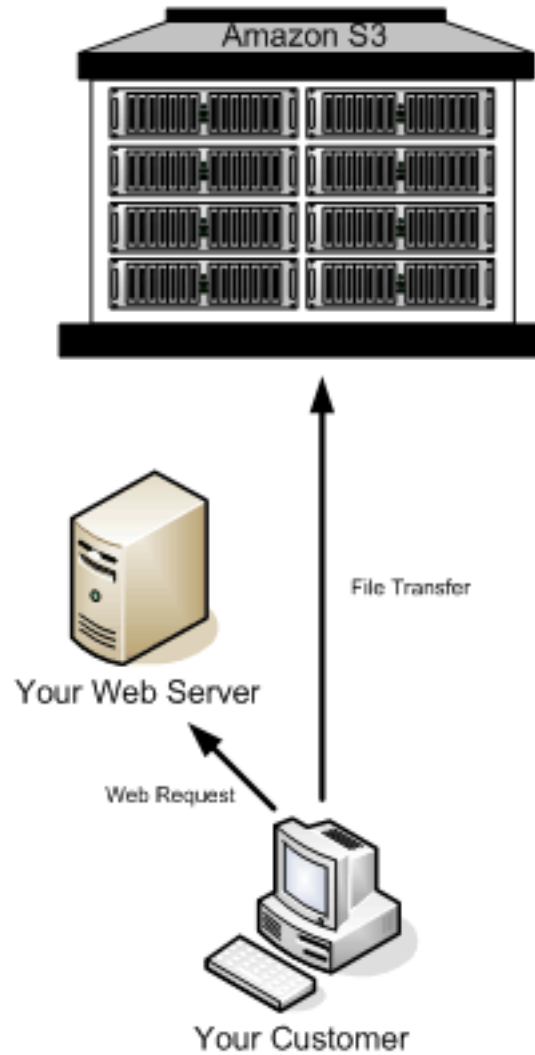 Amazon S3
File Transfer
Your Web Server
Web Request
Your Customer